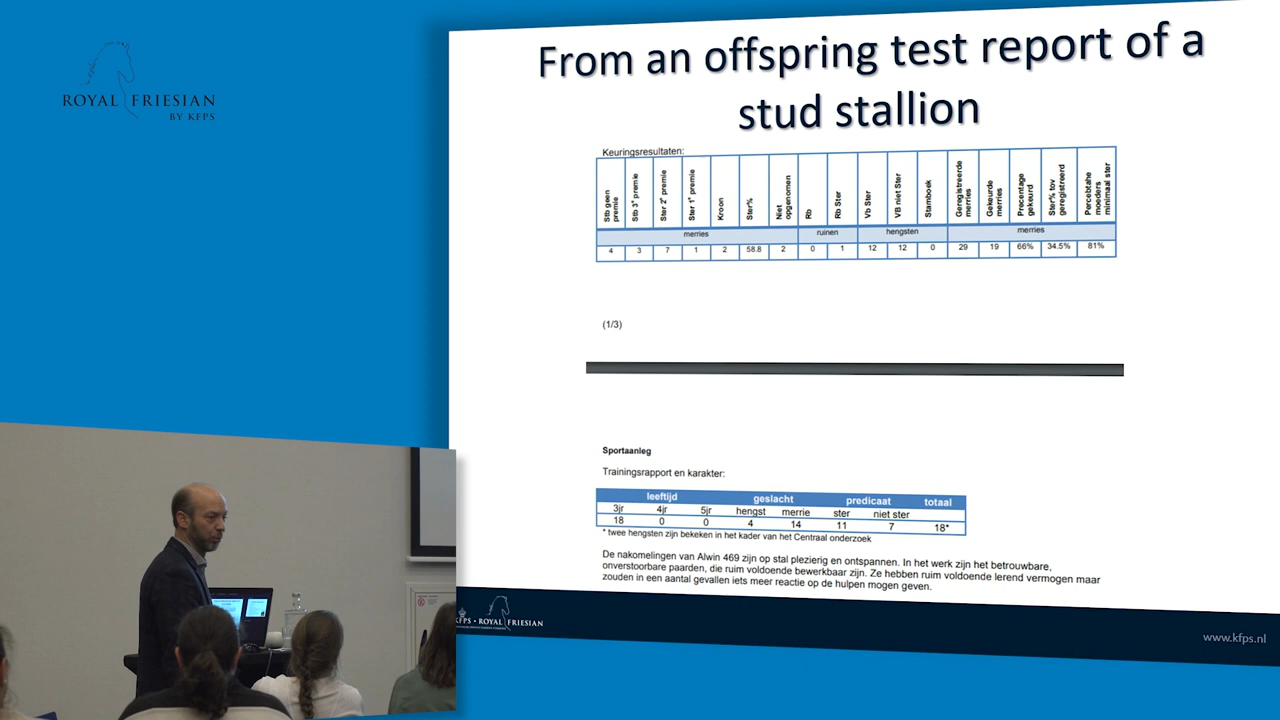 ROYAL FRIESIAN
BY KFPS
From an offspring test report of a
stud stallion
Keuringsresultaten:
Stb geen premie
Stb 3e premie
Ster 2e premie
Ster 1e premie
Kroon
Ster%
Niet opgenomen
Rb
Rb Ster
Vb Ster
VB niet Ster
Stamboek
Geregistreerde merries
Gekeurde merries
Precentage gekeurd
Ster% tov geregistreerd
Percebtahe moeders minimaal ster
merries ruinen hengsten merries
4 3 7 1 2 58.8 2 0 1 12 12 0 29 19 66% 34.5% 81%
(1/3)
Sportaanleg
Trainingsrapport en karakter:
leeftijd geslacht predicaat totaal
3jr 4jr 5jr hengst merrie ster niet ster
18 0 0 4 14 11 7 18*
* twee hengsten zijn bekeken in het kader van het Centraal onderzoek
De nakomelingen van Alwin 469 zijn op stal plezierig en ontspannen. In het werk zijn het betrouwbare,
onverstoorbare paarden, die ruim voldoende bewerkbaar zijn. Ze hebben ruim voldoende lerend vermogen maar
zouden in een aantal gevallen iets meer reactie op de hulpen mogen geven.
KFPS • ROYAL FRIESIAN
www.kfps.nl